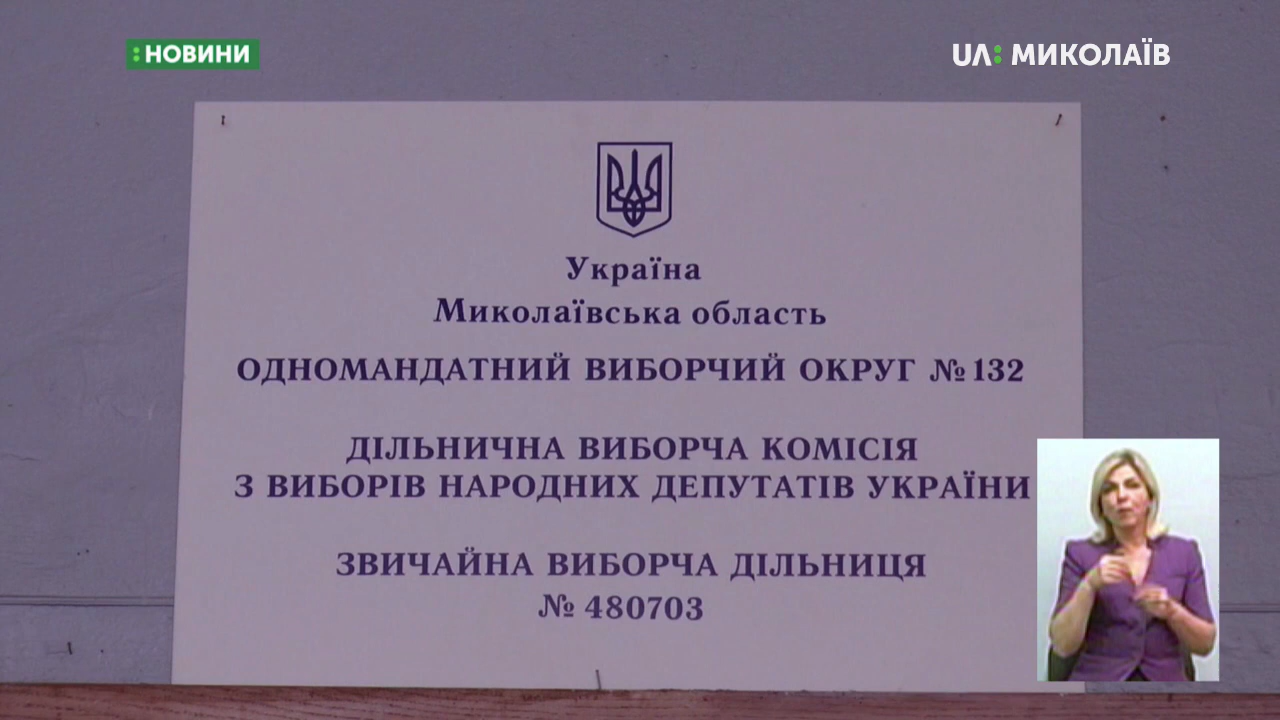 :НОВИНИ
UA: МИКОЛАЇВ
Україна
Миколаївська область
ОДНОМАНДАТНИЙ ВИБОРЧИЙ ОКРУГ №132
ДІЛЬНИЧНА ВИБОРЧА КОМІСІЯ
З ВИБОРІВ НАРОДНИХ ДЕПУТАТІВ УКРАЇНИ
ЗВИЧАЙНА ВИБОРЧА ДІЛЬНИЦЯ
№ 480703